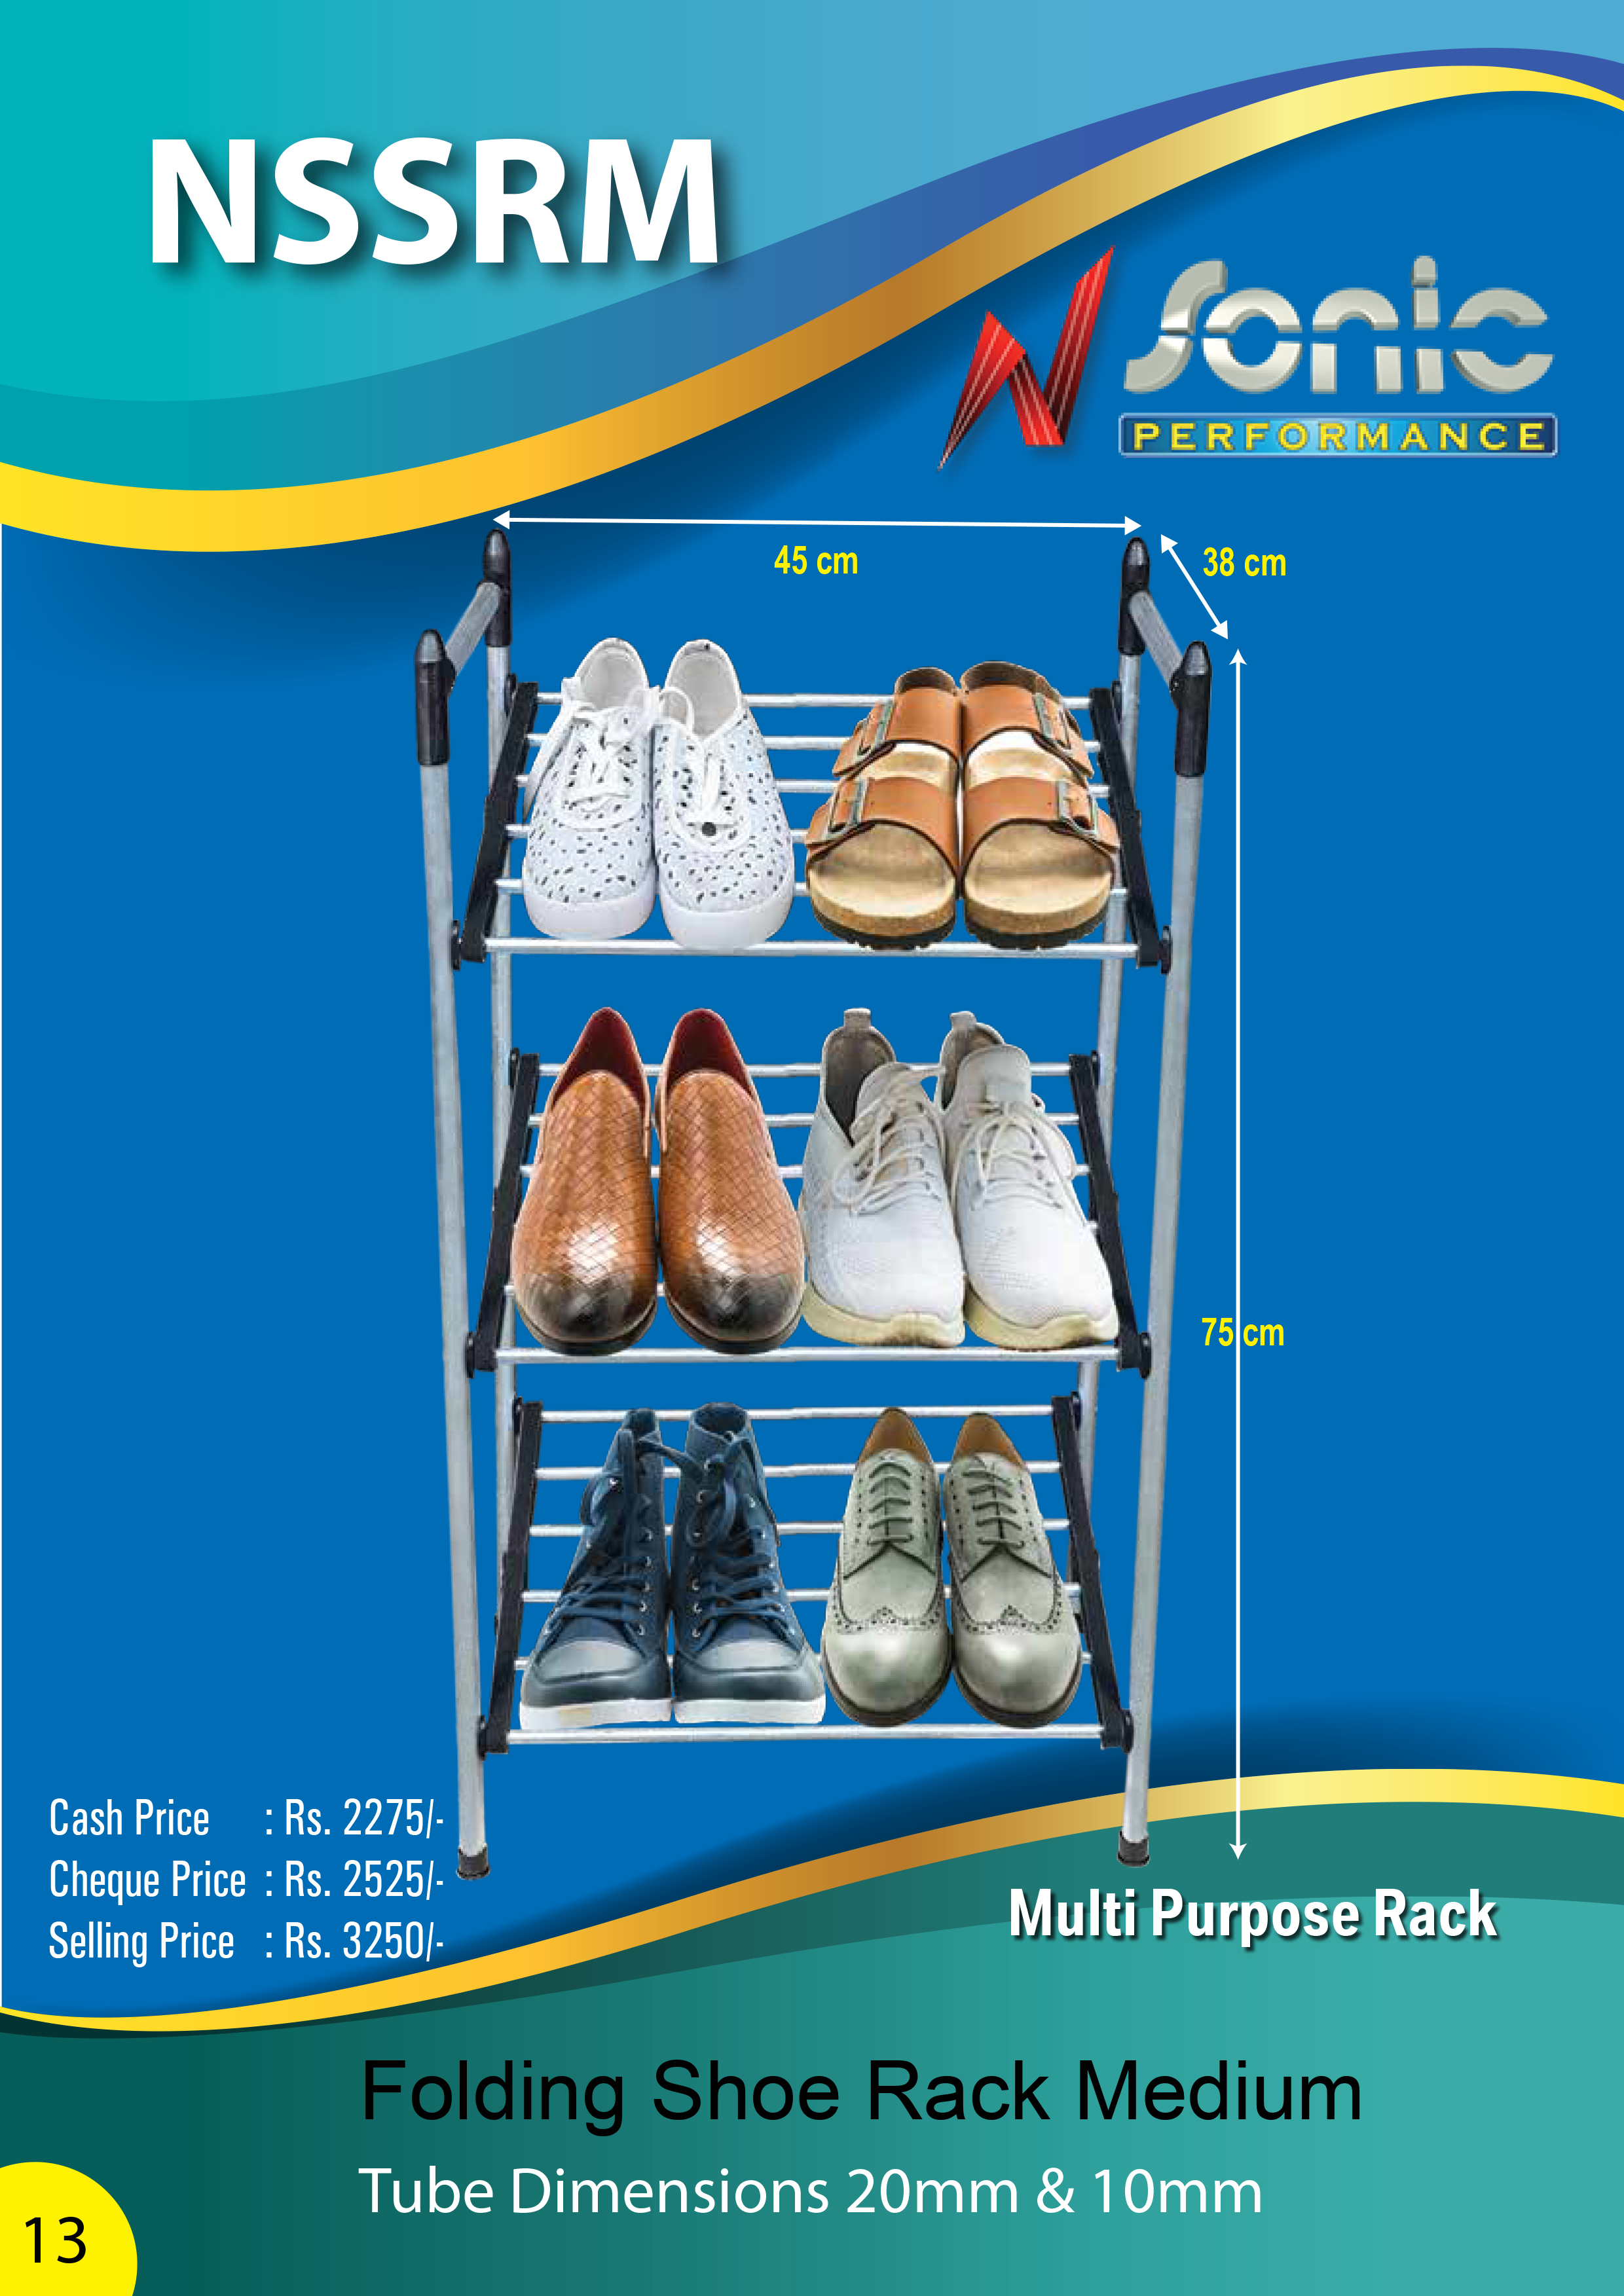 NSSRM
N Sonic
PERFORMANCE
45 cm
38 cm
75 cm
Cash Price : Rs. 2275/-
Cheque Price : Rs. 2525/-
Selling Price : Rs. 3250/-
Multi Purpose Rack
Folding Shoe Rack Medium
Tube Dimensions 20mm & 10mm
13